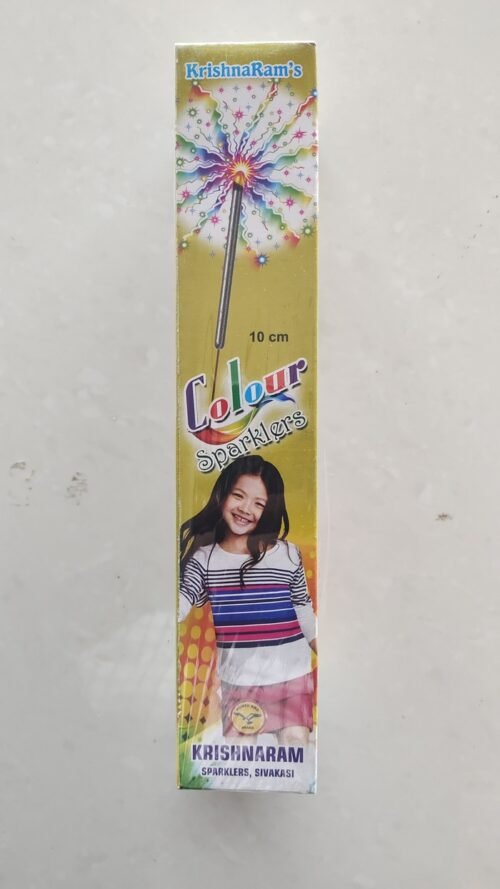 KrishnaRam's
10 cm
Colour
Sparklers
KRISHNARAM
SPARKLERS, SIVAKASI